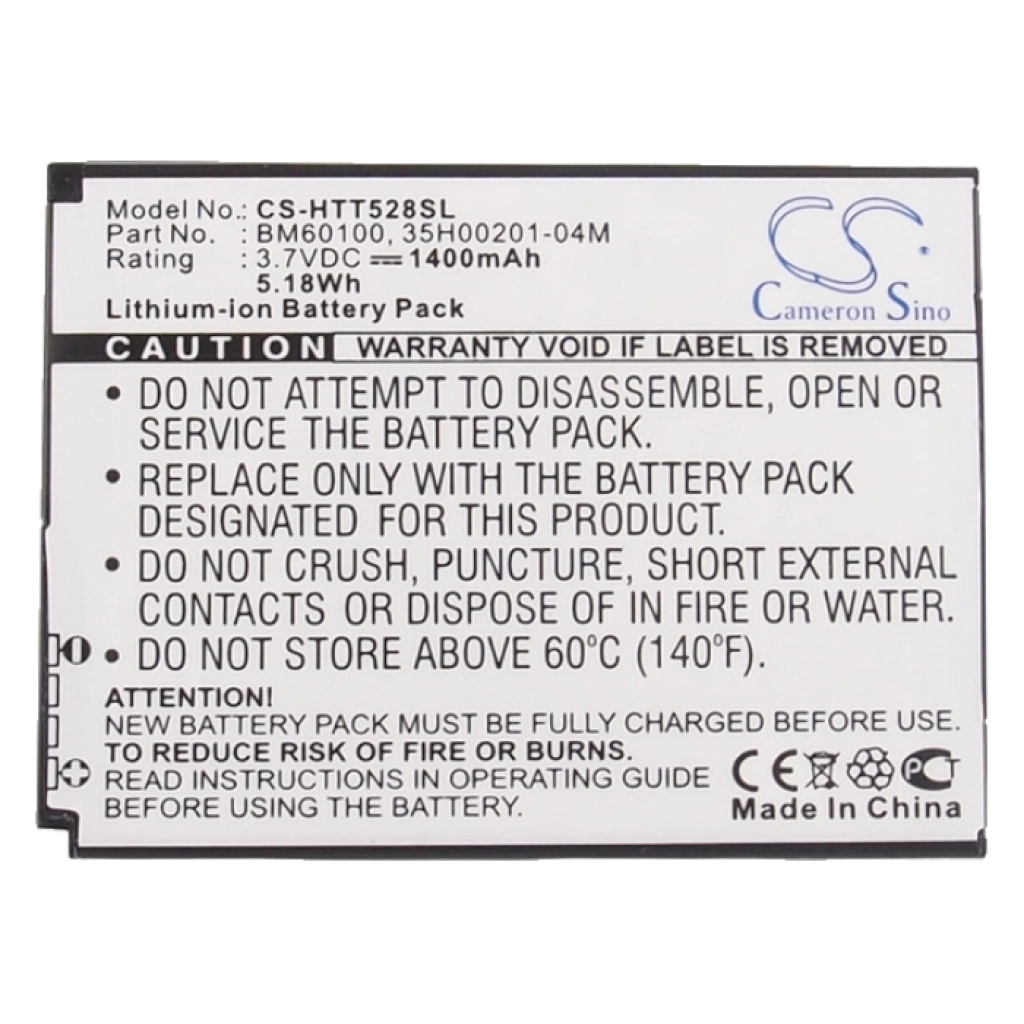 Model No.: CS-HTT528SL
Part No. : BM60100, 35H00201-04M
Rating : 3.7VDC ⎓ 1400mAh
5.18Wh
Lithium-ion Battery Pack
CS
Cameron Sino
CAUTION WARRANTY VOID IF LABEL IS REMOVED
• DO NOT ATTEMPT TO DISASSEMBLE, OPEN OR
SERVICE THE BATTERY PACK.
• REPLACE ONLY WITH THE BATTERY PACK
DESIGNATED FOR THIS PRODUCT.
• DO NOT CRUSH, PUNCTURE, SHORT EXTERNAL
CONTACTS OR DISPOSE OF IN FIRE OR WATER.
• DO NOT STORE ABOVE 60°C (140°F).
ATTENTION!
NEW BATTERY PACK MUST BE FULLY CHARGED BEFORE USE
TO REDUCE RISK OF FIRE OR BURNS.
READ INSTRUCTIONS IN OPERATING GUIDE
BEFORE USING THE BATTERY.
CE PCT
Made In China